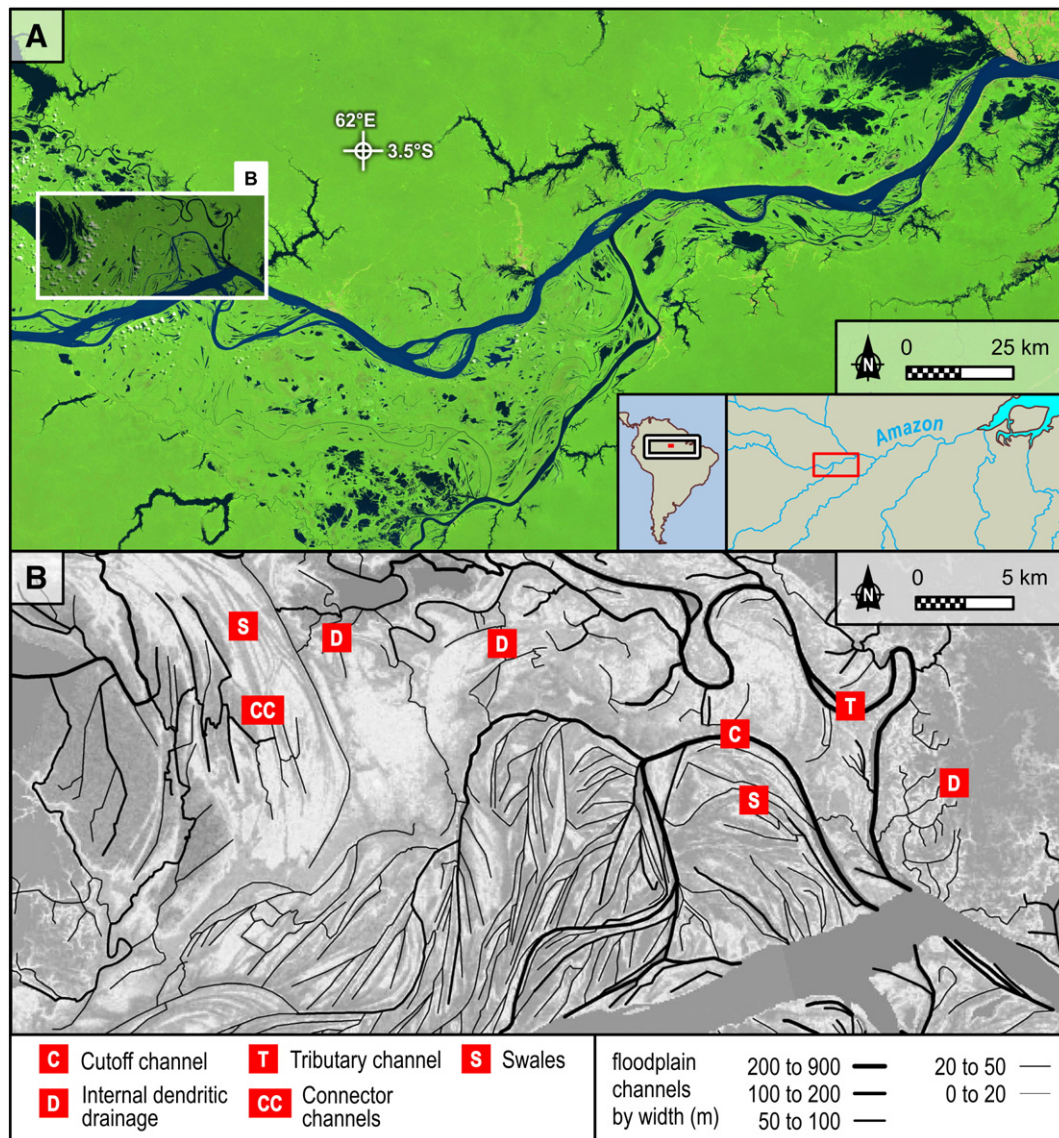 A
62°E
3.5°S
B
N
0 25 km
Amazon
B
N
0 5 km
S
D
D
CC
T
C
D
S
C Cutoff channel
T Tributary channel
S Swales
D Internal dendritic
drainage
CC Connector
channels
floodplain
channels
by width (m)
200 to 900
100 to 200
50 to 100
20 to 50
0 to 20